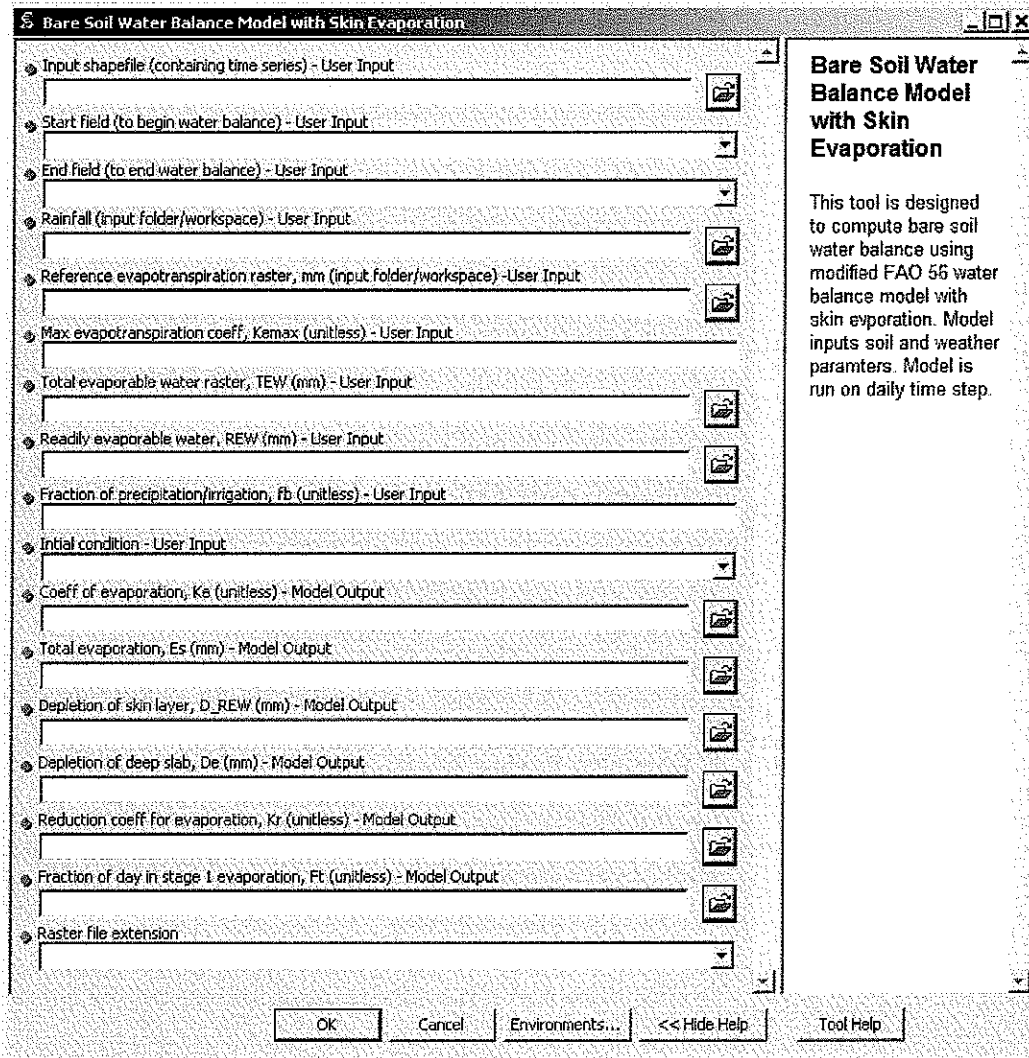 Bare Soil Water Balance Model with Skin Evaporation
Input shapefile (containing time series) - User Input
Start field (to begin water balance) - User Input
End field (to end water balance) - User Input
Rainfall (input folder/workspace) - User Input
Reference evapotranspiration raster, mm (input folder/workspace) -User Input
Max evapotranspiration coeff, Kemax (unitless) - User Input
Total evaporable water raster, TEW (mm) - User Input
Readily evaporable water, REW (mm) - User Input
Fraction of precipitation/irrigation, fb (unitless) - User Input
Intial condition - User Input
Coeff of evaporation, Ke (unitless) - Model Output
Total evaporation, Es (mm) - Model Output
Depletion of skin layer, D_REW (mm) - Model Output
Depletion of deep slab, De (mm) - Model Output
Reduction coeff for evaporation, Kr (unitless) - Model Output
Fraction of day in stage 1 evaporation, Ft (unitless) - Model Output
Raster file extension
Bare Soil Water
Balance Model
with Skin
Evaporation
This tool is designed
to compute bare soil
water balance using
modified FAO 56 water
balance model with
skin evporation. Model
inputs soil and weather
paramters. Model is
run on daily time step.
OK
Cancel
Environments...
<< Hide Help
Tool Help